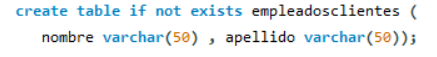 create table if not exists empleadosclientes (
nombre varchar(50) , apellido varchar(50));